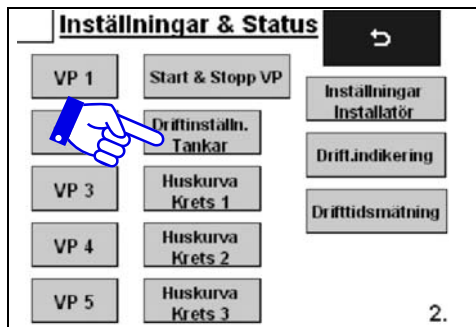 Inställningar & Status
VP 1
Start & Stopp VP
Inställningar
Installatör
Driftinställn.
Tankar
Drift.indikering
VP 3
Huskurva
Krets 1
Drifttidsmätning
VP 4
Huskurva
Krets 2
VP 5
Huskurva
Krets 3
2.